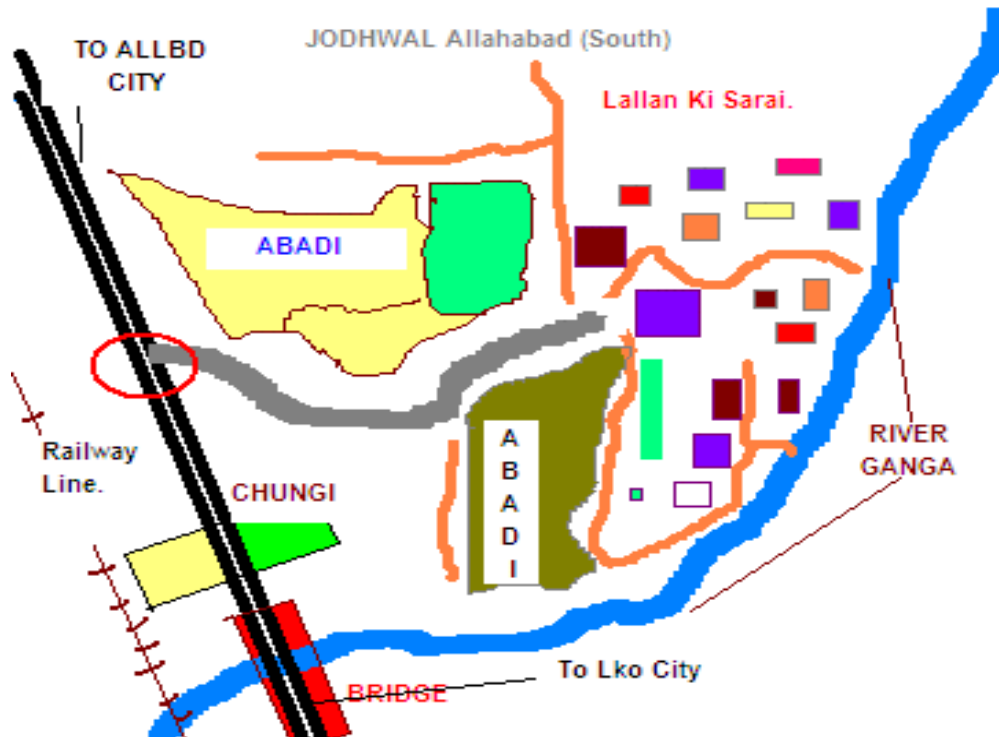 JODHWAL Allahabad (South)
TO ALLBD
CITY
Lallan Ki Sarai.
ABADI
Railway
Line.
A
B
A
D
I
RIVER
GANGA
CHUNGI
To Lko City
BRIDGE